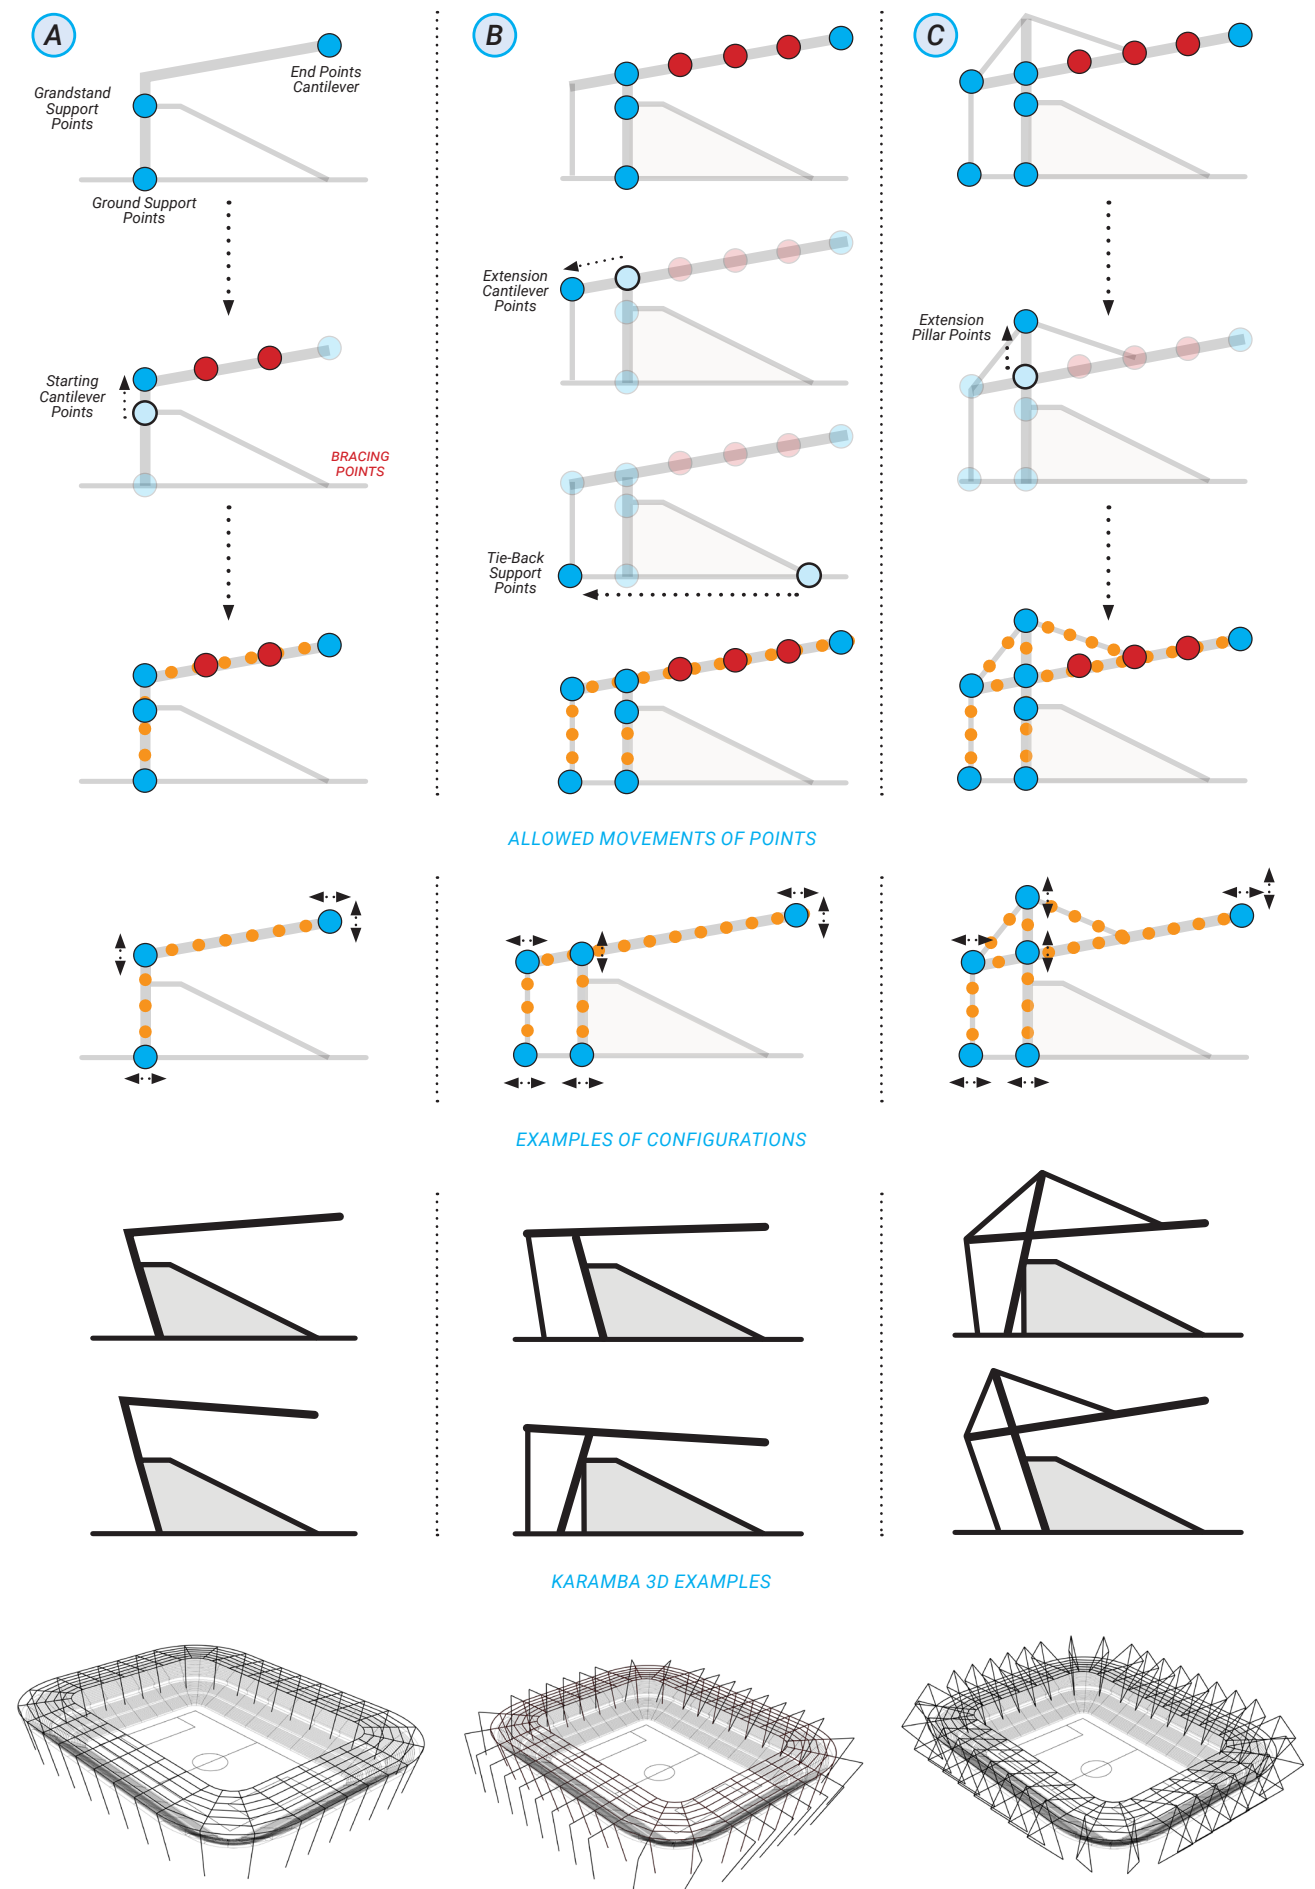 A
B
C
End Points
Cantilever
Grandstand
Support
Points
Ground Support
Points
Extension
Cantilever
Points
Extension
Pillar Points
Starting
Cantilever
Points
BRACING
POINTS
Tie-Back
Support
Points
ALLOWED MOVEMENTS OF POINTS
EXAMPLES OF CONFIGURATIONS
KARAMBA 3D EXAMPLES